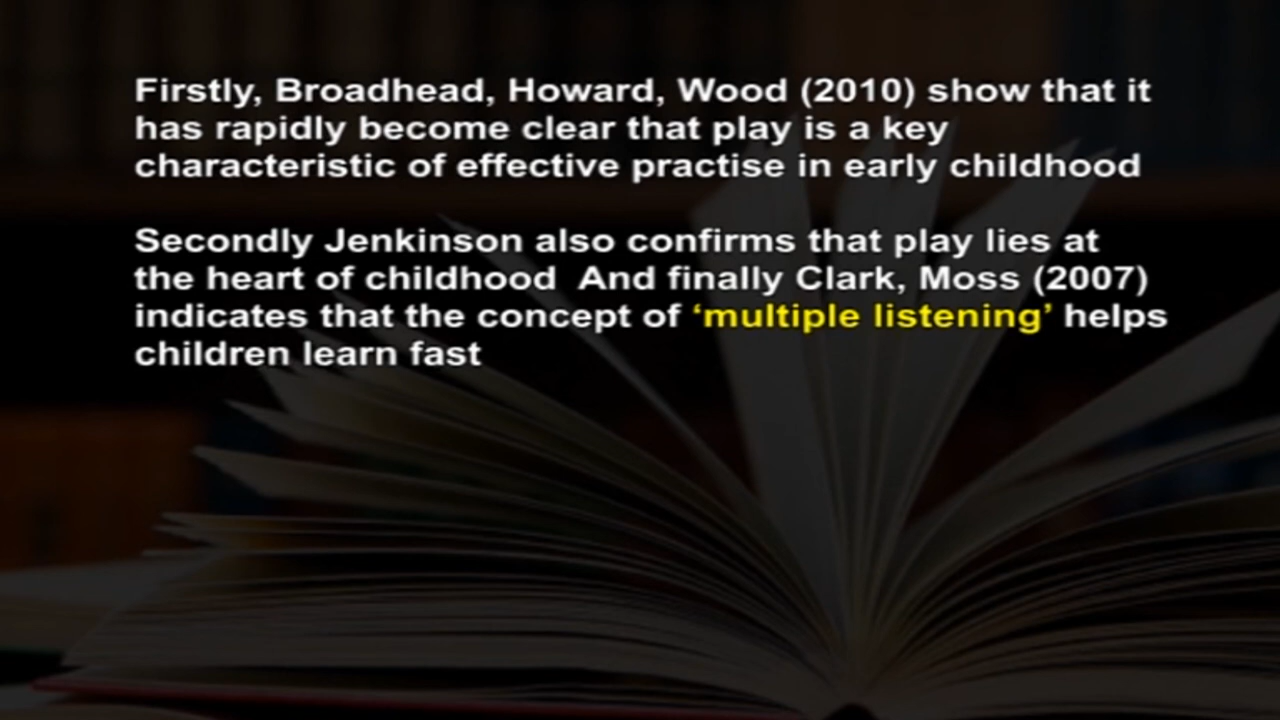 Firstly, Broadhead, Howard, Wood (2010) show that it
has rapidly become clear that play is a key
characteristic of effective practise in early childhood
Secondly Jenkinson also confirms that play lies at
the heart of childhood And finally Clark, Moss (2007)
indicates that the concept of ‘multiple listening’ helps
children learn fast